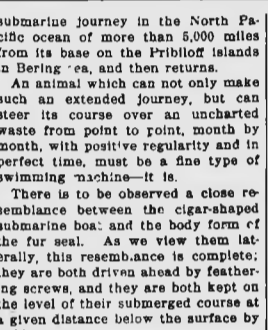 submarine journey in the North Pa-
cific ocean of more than 5,000 miles
from its base on the Pribiloff islands
in Bering sea, and then returns.
An animal which can not only make
such an extended journey, but can
steer its course over an uncharted
waste from point to point, month by
month, with positive regularity and in
perfect time, must be a fine type of
swimming machine—it is.
There is to be observed a close re-
semblance between the cigar-shaped
submarine boat and the body form of
the fur seal. As we view them lat-
erally, this resemblance is complete;
they are both driven ahead by feather-
ing screws, and they are both kept on
the level of their submerged course at
a given distance below the surface by